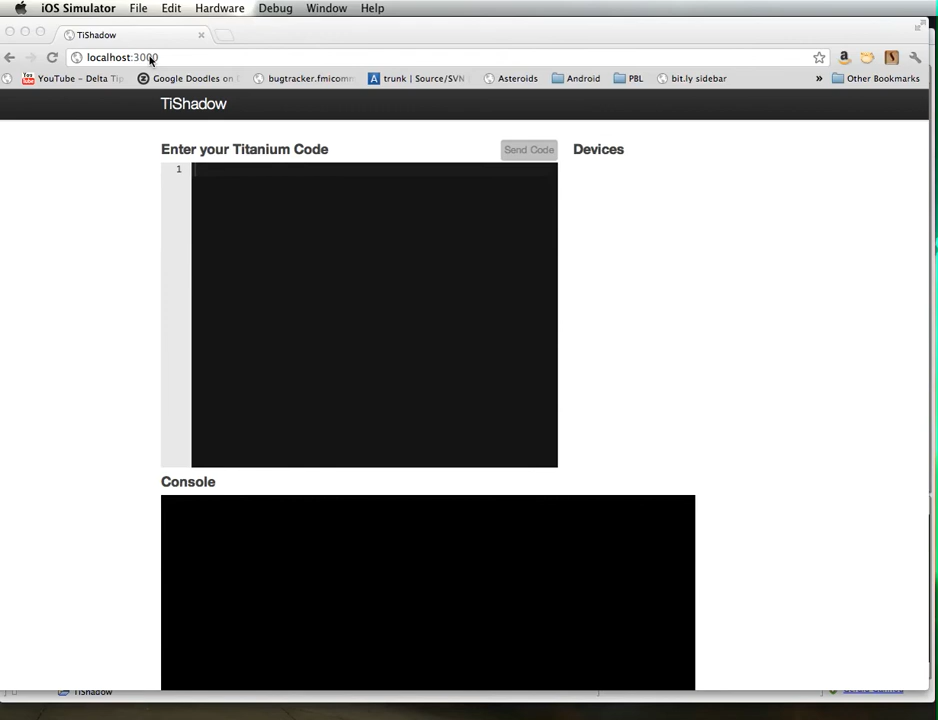 iOS Simulator File Edit Hardware Debug Window Help
TiShadow
localhost:3000
YouTube - Delta Tip Google Doodles on bugtracker.fmicomm trunk | Source/SVN Asteroids Android PBL bit.ly sidebar » Other Bookmarks
TiShadow
Enter your Titanium Code Send Code Devices
1
Console
TiShadow